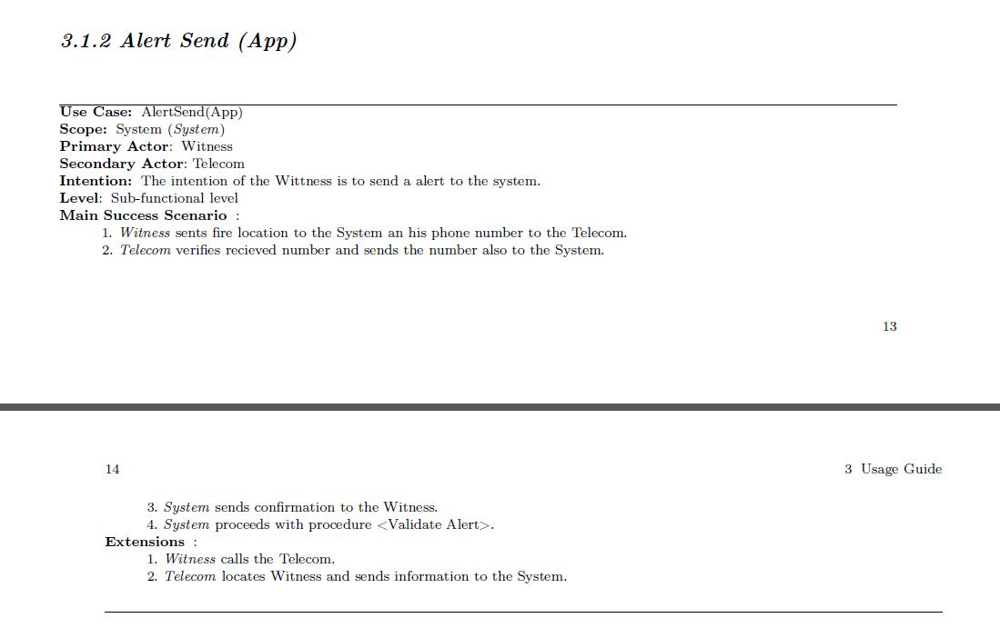 3.1.2 Alert Send (App)
Use Case: AlertSend(App)
Scope: System (System)
Primary Actor: Witness
Secondary Actor: Telecom
Intention: The intention of the Wittness is to send a alert to the system.
Level: Sub-functional level
Main Success Scenario :
1. Witness sents fire location to the System an his phone number to the Telecom.
2. Telecom verifies recieved number and sends the number also to the System.
13
14 3 Usage Guide
3. System sends confirmation to the Witness.
4. System proceeds with procedure <Validate Alert>.
Extensions :
1. Witness calls the Telecom.
2. Telecom locates Witness and sends information to the System.